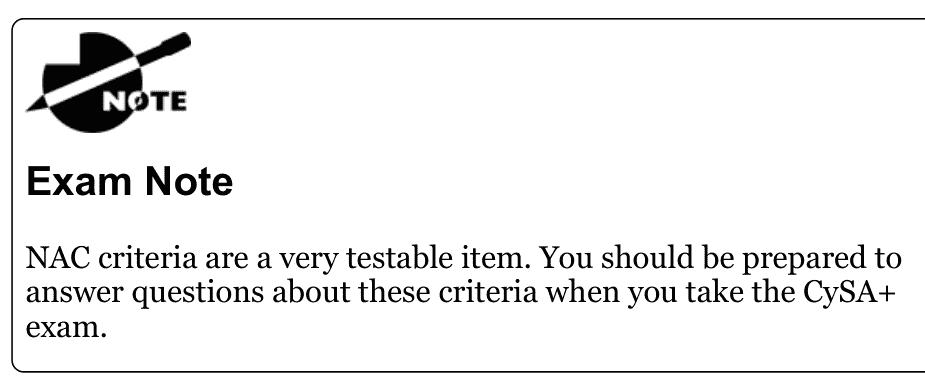 NOTE
Exam Note
NAC criteria are a very testable item. You should be prepared to
answer questions about these criteria when you take the CySA+
exam.